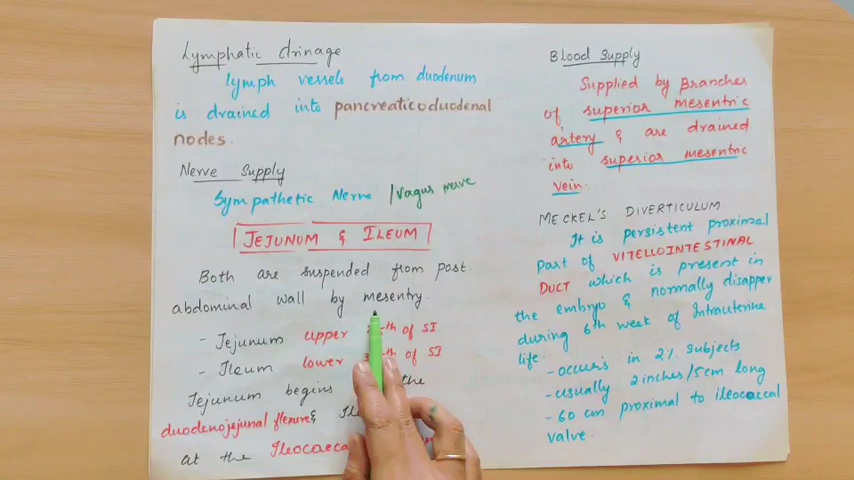 Lymphatic drinage
Lymph vessels from duodenum
is drained into pancreaticoduodenal
nodes.
Nerve Supply
Sympathetic Nerve / Vagus nerve
JEJUNUM & ILEUM
Both are suspended from post
abdominal wall by mesentry.
- Jejunum upper of SI
- Ileum lower of SI
Jejunum begins the
duodenojejunal flexure &
at the
Blood Supply
Supplied by Branches
of superior mesentric
artery & are drained
into superior mesentric
vein.
MECKEL'S DIVERTICULUM
It is persistent proximal
part of VITELLOINTESTINAL
DUCT which is present in
the embryo & normally disapper
during 6th week of Intrauterine
life.
- occurs in 2% subjects
- usually 2 inches/5cm long
- 60 cm proximal to ileocaecal
valve.